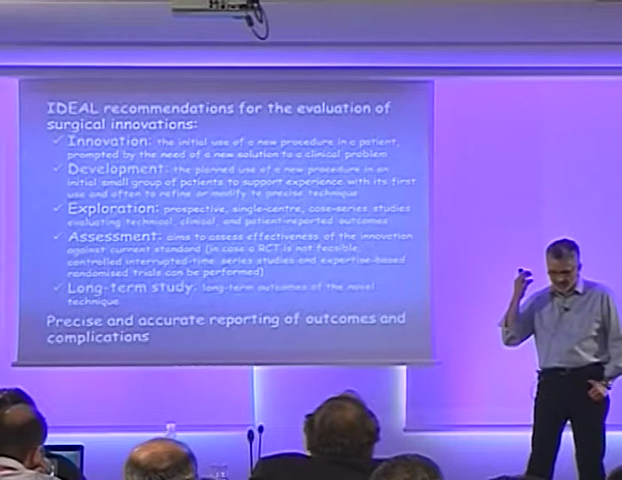 IDEAL recommendations for the evaluation of
surgical innovations:
✓ Innovation: the initial use of a new procedure in a patient,
prompted by the need of a new solution to a clinical problem
✓ Development: the planned use of a new procedure in an
initial small group of patients to support experience with its first
use and often to refine or modify te precise technique
✓ Exploration: prospective, single-centre, case-series studies
evaluating technical, clinical, and patient-reported outcomes
✓ Assessment: aims to assess effectiveness of the innovation
against current standard (in case a RCT is not feasible,
controlled interrupted-time series studies and expertise-based
randomised trials can be performed)
✓ Long-term study: long-term outcomes of the novel
technique
Precise and accurate reporting of outcomes and
complications